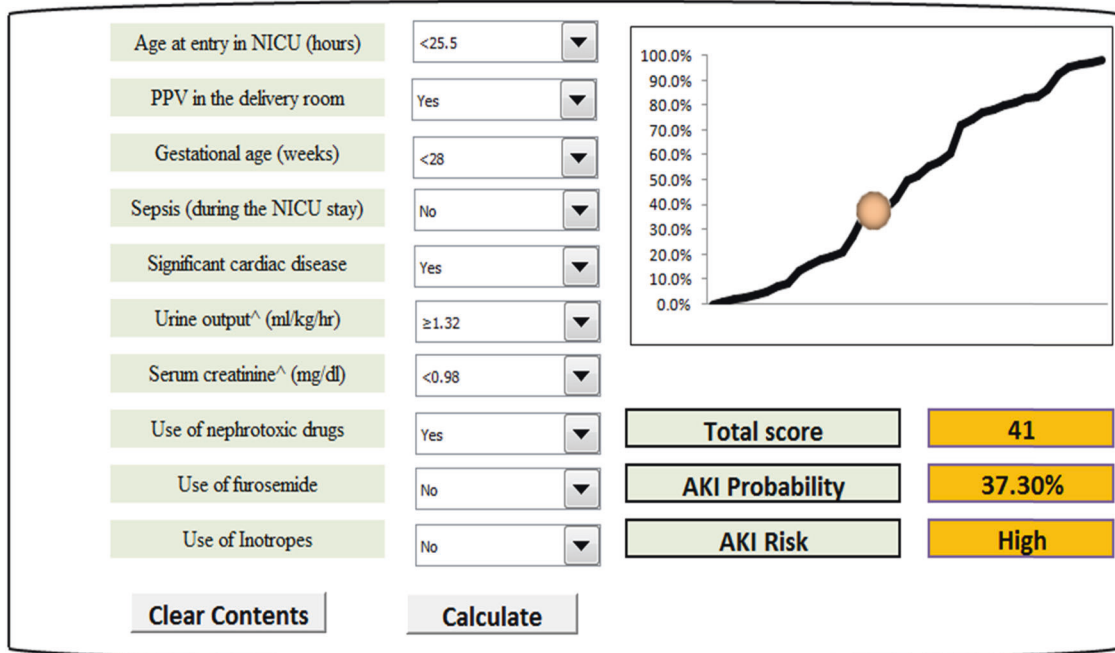 Age at entry in NICU (hours) <25.5
PPV in the delivery room Yes
Gestational age (weeks) <28
Sepsis (during the NICU stay) No
Significant cardiac disease Yes
Urine output^ (ml/kg/hr) ≥1.32
Serum creatinine^ (mg/dl) <0.98
Use of nephrotoxic drugs Yes
Use of furosemide No
Use of Inotropes No
Clear Contents Calculate
100.0%
90.0%
80.0%
70.0%
60.0%
50.0%
40.0%
30.0%
20.0%
10.0%
0.0%
Total score 41
AKI Probability 37.30%
AKI Risk High